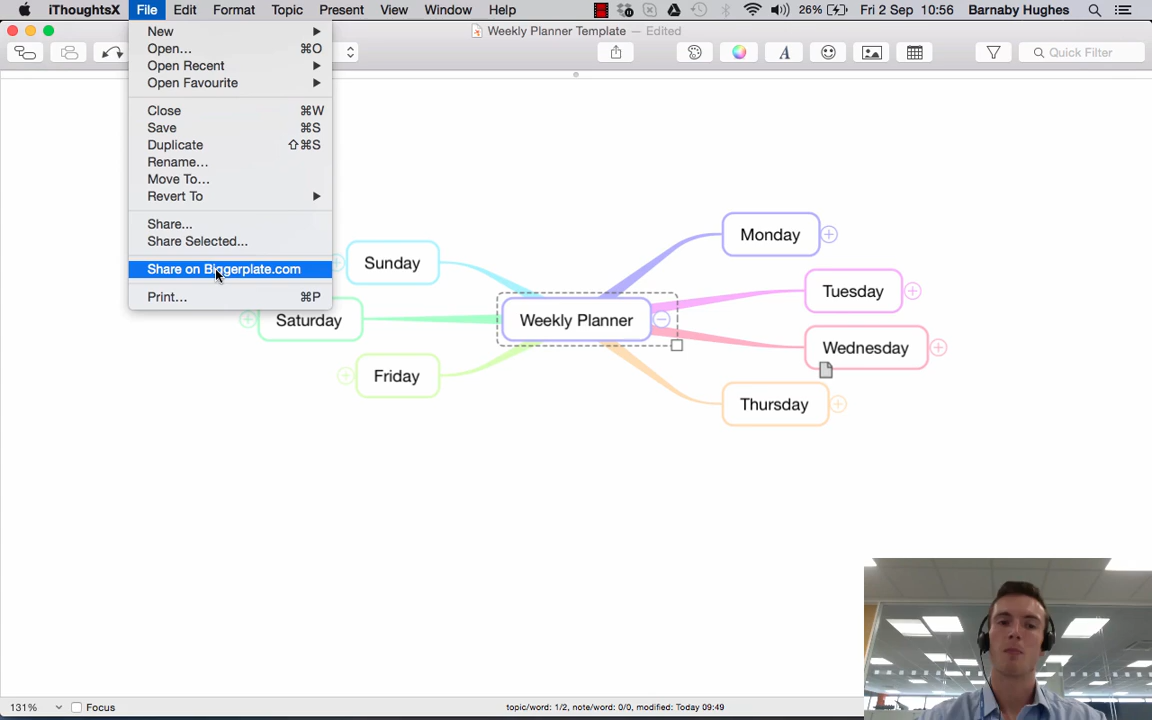 iThoughtsX File Edit Format Topic Present View Window Help 26% Fri 2 Sep 10:56 Barnaby Hughes
Weekly Planner Template — Edited
Quick Filter
New
Open... ⌘O
Open Recent
Open Favourite
Close ⌘W
Save ⌘S
Duplicate ⇧⌘S
Rename...
Move To...
Revert To
Share...
Share Selected...
Share on Biggerplate.com
Print... ⌘P
Monday
Sunday
Tuesday
Weekly Planner
Saturday
Wednesday
Friday
Thursday
131% Focus topic/word: 1/2, note/word: 0/0, modified: Today 09:49